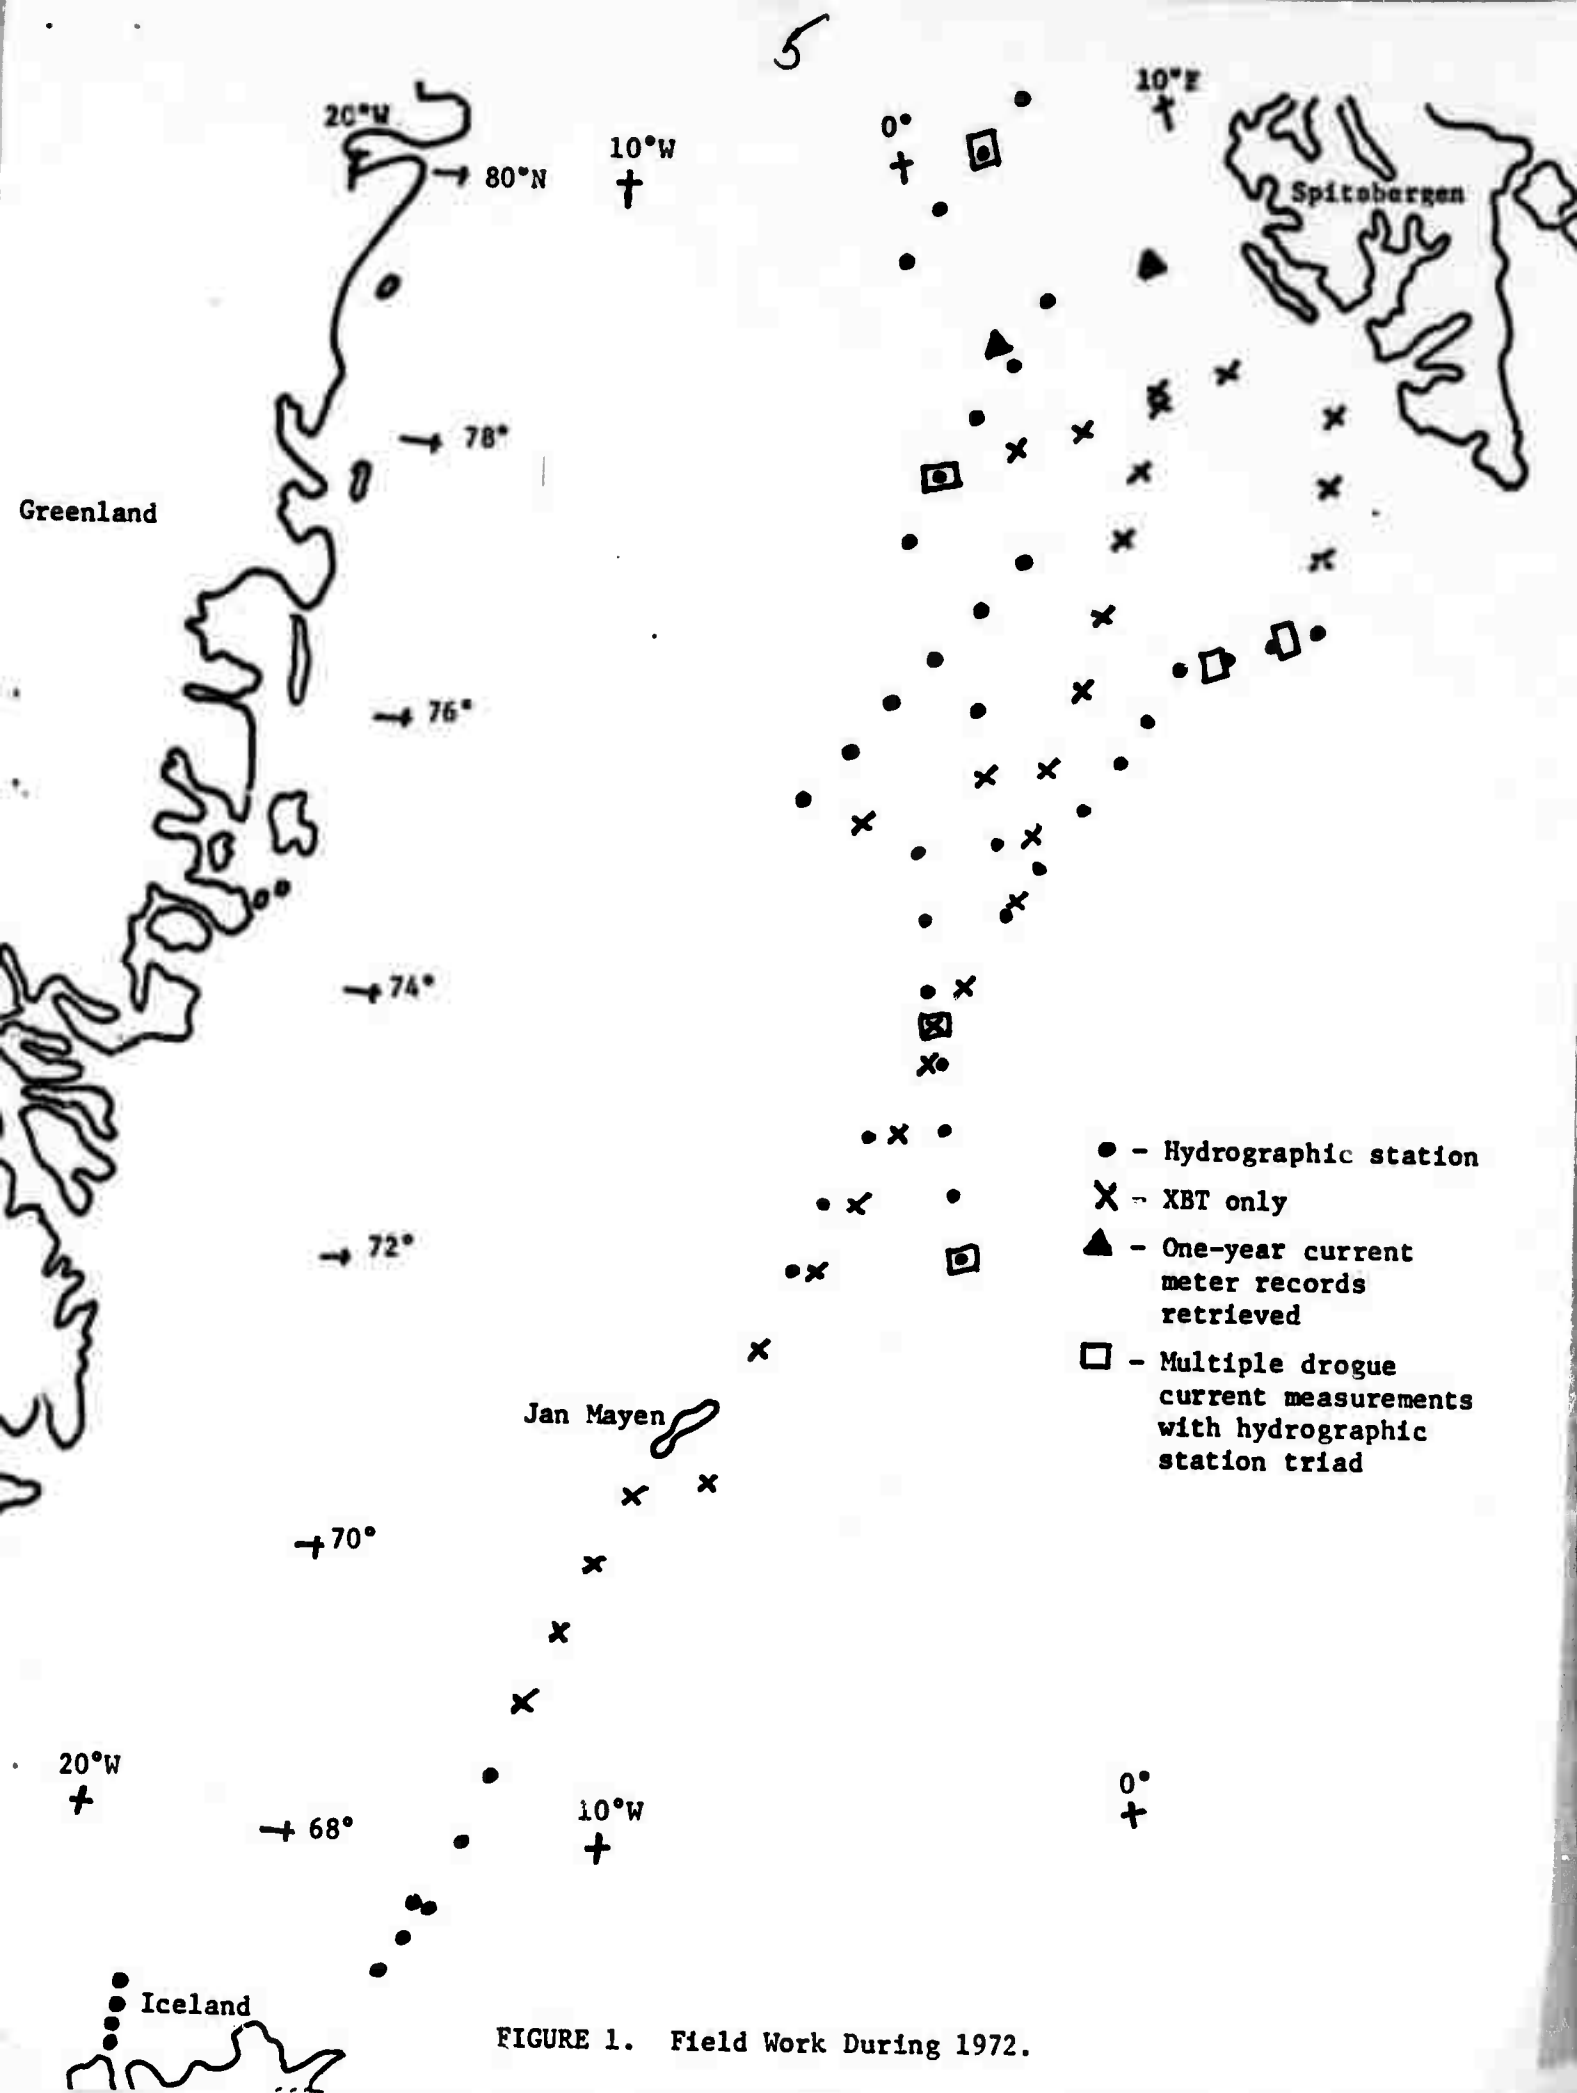 5
20°W
10°W
0°
10°E
80°N
Spitsbergen
78°
Greenland
76°
74°
72°
● - Hydrographic station
X - XBT only
▲ - One-year current
meter records
retrieved
□ - Multiple drogue
current measurements
with hydrographic
station triad
Jan Mayen
70°
20°W
10°W
0°
68°
Iceland
FIGURE 1. Field Work During 1972.